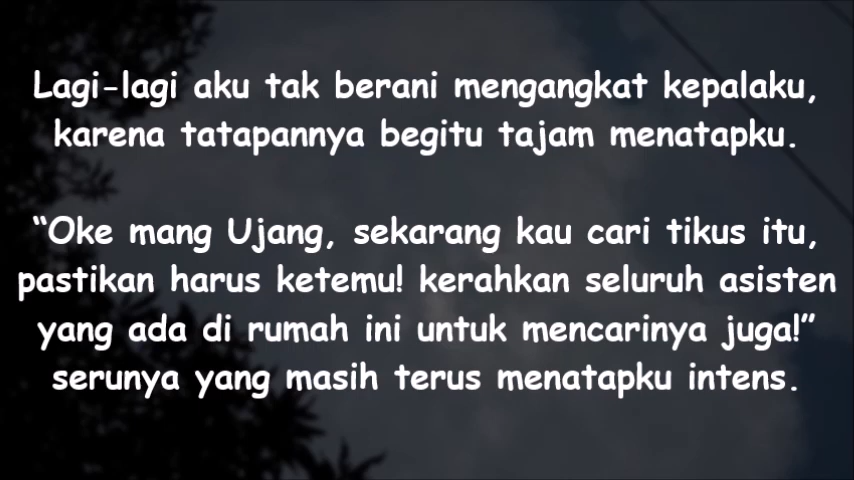 Lagi-lagi aku tak berani mengangkat kepalaku,
karena tatapannya begitu tajam menatapku.
“Oke mang Ujang, sekarang kau cari tikus itu,
pastikan harus ketemu! kerahkan seluruh asisten
yang ada di rumah ini untuk mencarinya juga!”
serunya yang masih terus menatapku intens.